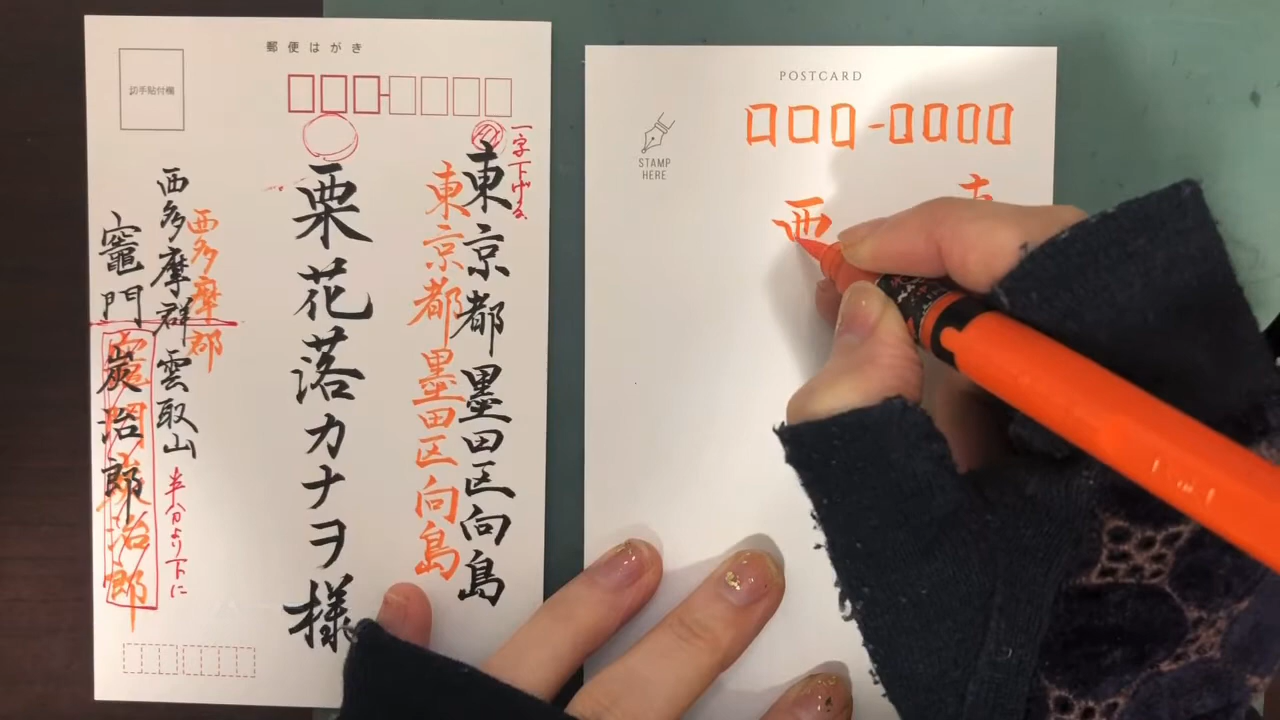 郵便はがき
切手貼付欄
一字下げる
東京都墨田区向島
東京都墨田区向島
栗花落カナヲ様
西多摩郡
西多摩群雲取山
半分より下に
竈門炭治郎
竈門炭治郎
POSTCARD
STAMP
HERE